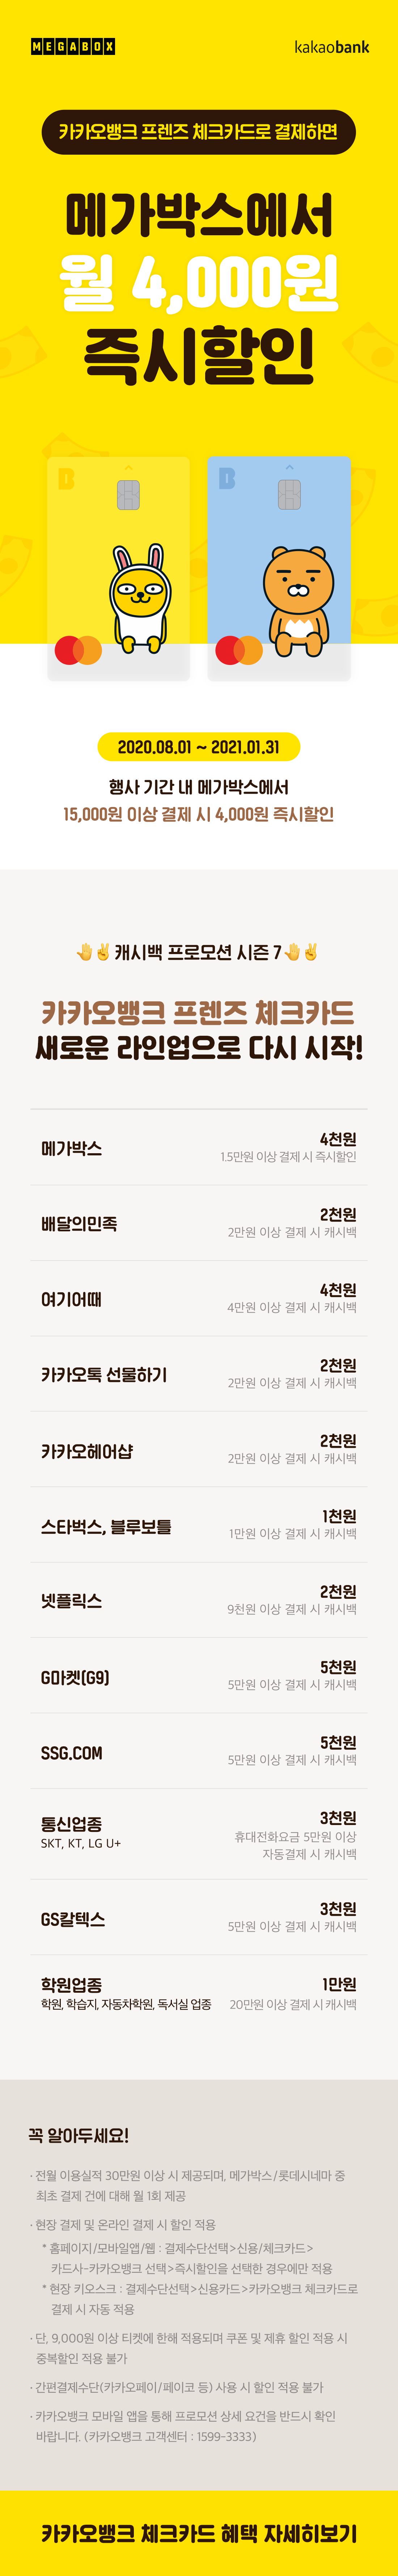 MEGABOX
kakaobank
카카오뱅크 프렌즈 체크카드로 결제하면
메가박스에서
월 4,000원
즉시할인
B
B
2020.08.01 ~ 2021.01.31
행사 기간 내 메가박스에서
15,000원 이상 결제 시 4,000원 즉시할인
캐시백 프로모션 시즌 7
카카오뱅크 프렌즈 체크카드
새로운 라인업으로 다시 시작!
메가박스
4천원
1.5만원 이상 결제 시 즉시할인
배달의민족
2천원
2만원 이상 결제 시 캐시백
여기어때
4천원
4만원 이상 결제 시 캐시백
카카오톡 선물하기
2천원
2만원 이상 결제 시 캐시백
카카오헤어샵
2천원
2만원 이상 결제 시 캐시백
스타벅스, 블루보틀
1천원
1만원 이상 결제 시 캐시백
넷플릭스
2천원
9천원 이상 결제 시 캐시백
G마켓(G9)
5천원
5만원 이상 결제 시 캐시백
SSG.COM
5천원
5만원 이상 결제 시 캐시백
통신업종
SKT, KT, LG U+
3천원
휴대전화요금 5만원 이상
자동결제 시 캐시백
GS칼텍스
3천원
5만원 이상 결제 시 캐시백
학원업종
학원, 학습지, 자동차학원, 독서실 업종
1만원
20만원 이상 결제 시 캐시백
꼭 알아두세요!
· 전월 이용실적 30만원 이상 시 제공되며, 메가박스/롯데시네마 중
최초 결제 건에 대해 월 1회 제공
· 현장 결제 및 온라인 결제 시 할인 적용
* 홈페이지/모바일앱/웹 : 결제수단선택>신용/체크카드>
카드사-카카오뱅크 선택>즉시할인을 선택한 경우에만 적용
* 현장 키오스크 : 결제수단선택>신용카드>카카오뱅크 체크카드로
결제 시 자동 적용
· 단, 9,000원 이상 티켓에 한해 적용되며 쿠폰 및 제휴 할인 적용 시
중복할인 적용 불가
· 간편결제수단(카카오페이/페이코 등) 사용 시 할인 적용 불가
· 카카오뱅크 모바일 앱을 통해 프로모션 상세 요건을 반드시 확인
바랍니다. (카카오뱅크 고객센터 : 1599-3333)
카카오뱅크 체크카드 혜택 자세히보기